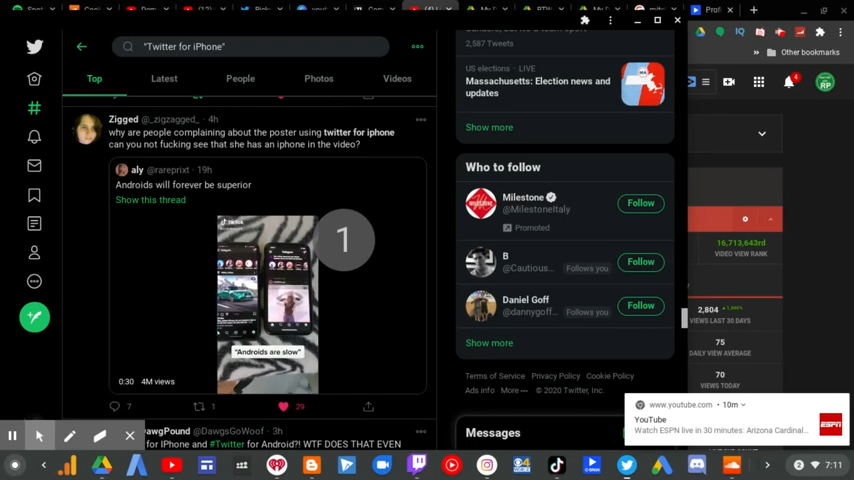 "Twitter for iPhone"
Top
Latest
People
Photos
Videos
Zigged @_zigzagged_ · 4h
why are people complaining about the poster using twitter for iphone
can you not fucking see that she has an iphone in the video?
aly @rareprixt · 19h
Androids will forever be superior
Show this thread
TikTok
"Androids are slow"
0:30 4M views
7
1
29
DawgPound @DawgsGoWoof · 3h
for IPhone and #Twitter for Android?! WTF DOES THAT EVEN
1
2,587 Tweets
US elections · LIVE
Massachusetts: Election news and
updates
Show more
Who to follow
Milestone
@MilestoneItaly
Follow
Promoted
B
@Cautious... Follows you
Follow
Daniel Goff
@dannygoff... Follows you
Follow
Show more
Terms of Service Privacy Policy Cookie Policy
Ads info More © 2020 Twitter, Inc.
Messages
Other bookmarks
4
RP
16,713,643rd
VIDEO VIEW RANK
2,804
VIEWS LAST 30 DAYS
75
DAILY VIEW AVERAGE
70
VIEWS TODAY
www.youtube.com · 10m
YouTube
Watch ESPN live in 30 minutes: Arizona Cardinal...
ESPN
2
7:11